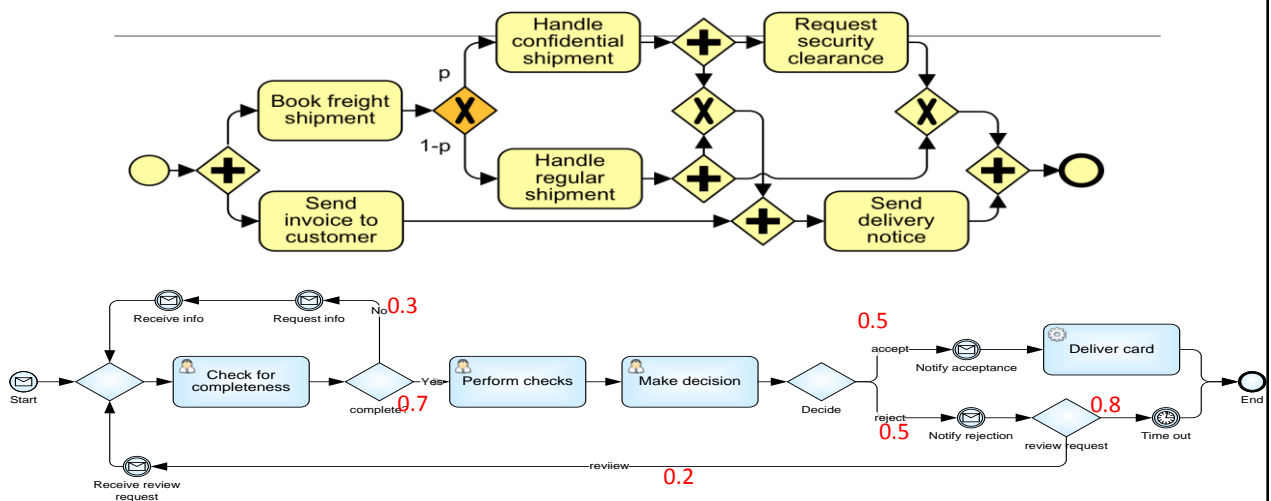 Handle
confidential
shipment
Request
security
clearance
p
Book freight
shipment
X
X
X
1-p
Handle
regular
shipment
Send
invoice to
customer
Send
delivery
notice
Receive info
Request info
No
0.3
0.5
accept
Notify acceptance
Deliver card
Start
Check for
completeness
complete?
Yes
0.7
Perform checks
Make decision
Decide
reject
0.5
Notify rejection
review request
0.8
Time out
End
reviiew
0.2
Receive review
request